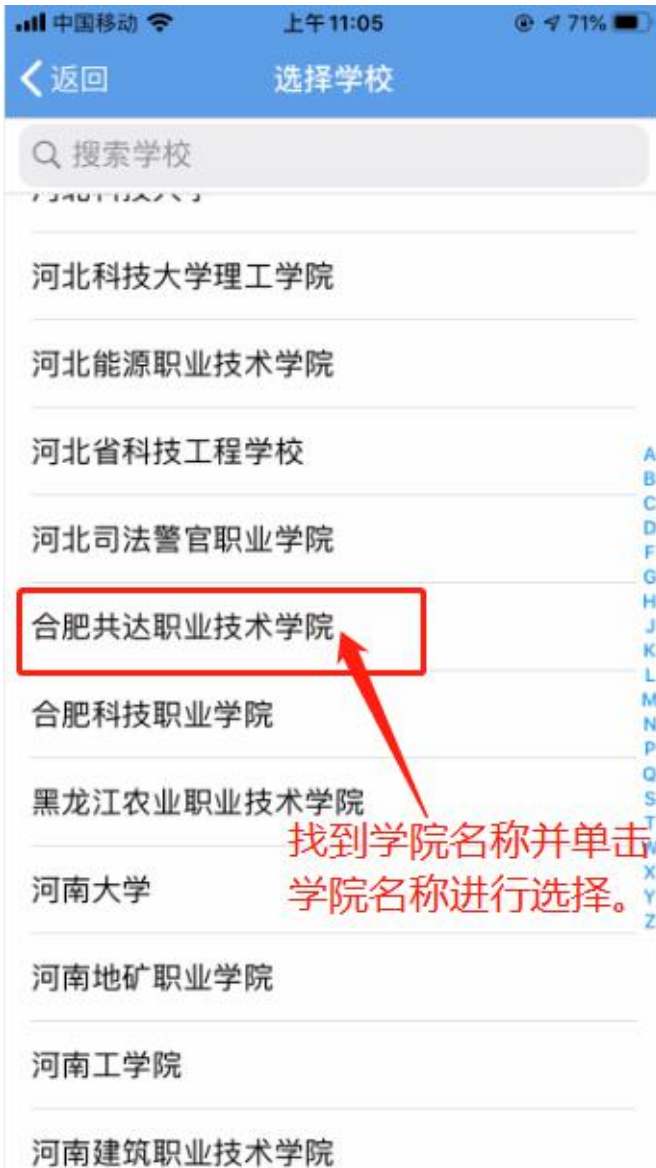 中国移动 上午11:05 71%
返回 选择学校
搜索学校
河北科技大学理工学院
河北能源职业技术学院
河北省科技工程学校
河北司法警官职业学院
合肥共达职业技术学院
合肥科技职业学院
黑龙江农业职业技术学院
找到学院名称并单击
学院名称进行选择。
河南大学
河南地矿职业学院
河南工学院
河南建筑职业技术学院
A
B
C
D
F
G
H
J
K
L
M
N
P
Q
S
T
W
X
Y
Z